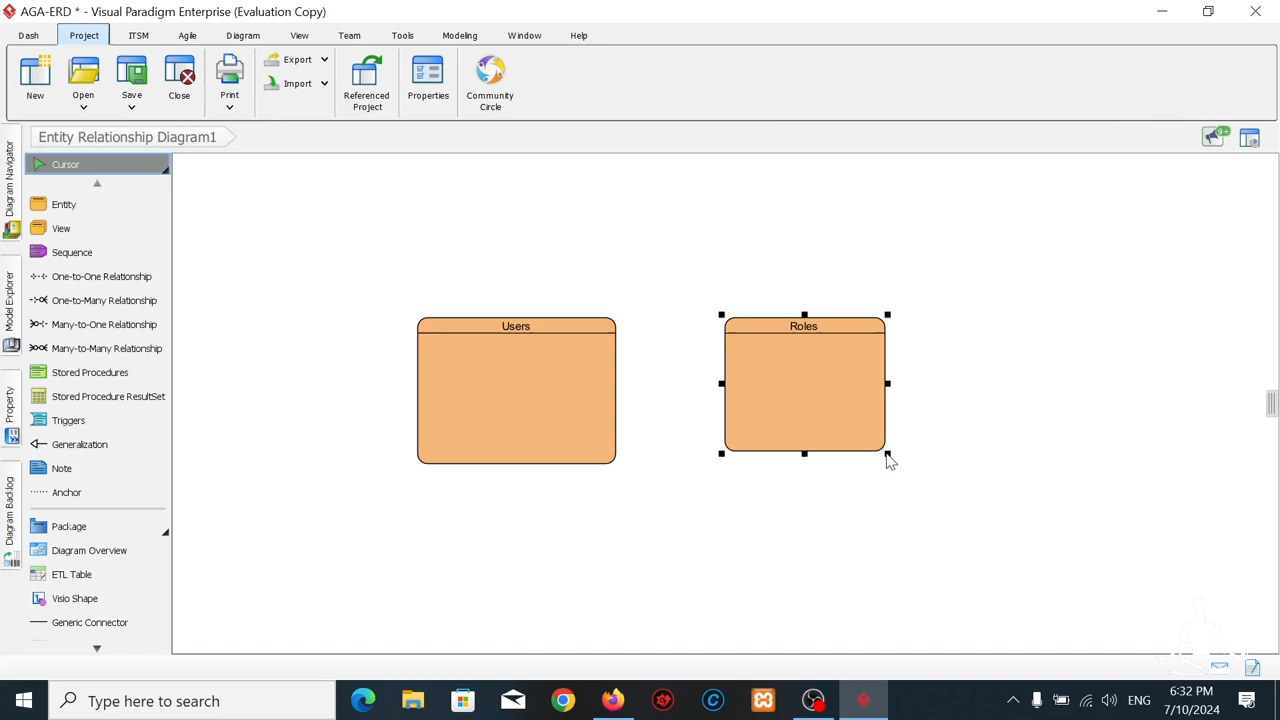 AGA-ERD * - Visual Paradigm Enterprise (Evaluation Copy)
Dash Project ITSM Agile Diagram View Team Tools Modeling Window Help
New Open Save Close Print Export Import Referenced Project Properties Community Circle
Entity Relationship Diagram1
9+
Diagram Navigator
Model Explorer
Property
Diagram Backlog
Cursor
Entity
View
Sequence
One-to-One Relationship
One-to-Many Relationship
Many-to-One Relationship
Many-to-Many Relationship
Stored Procedures
Stored Procedure ResultSet
Triggers
Generalization
Note
Anchor
Package
Diagram Overview
ETL Table
Visio Shape
Generic Connector
Users
Roles
Type here to search
ENG
6:32 PM
7/10/2024